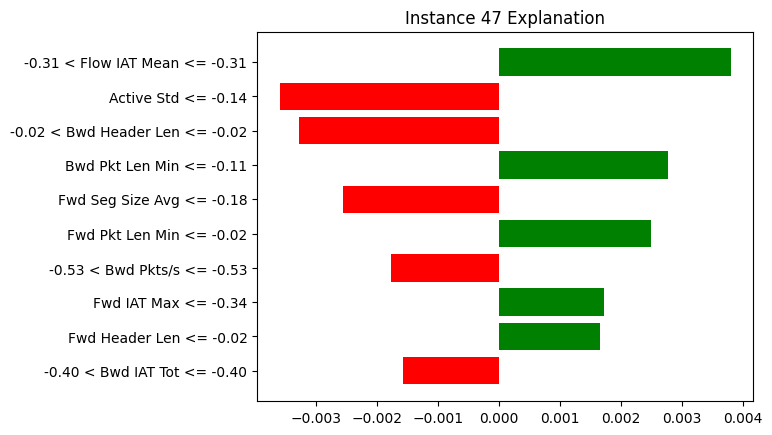 Instance 47 Explanation
-0.31 < Flow IAT Mean <= -0.31
Active Std <= -0.14
-0.02 < Bwd Header Len <= -0.02
Bwd Pkt Len Min <= -0.11
Fwd Seg Size Avg <= -0.18
Fwd Pkt Len Min <= -0.02
-0.53 < Bwd Pkts/s <= -0.53
Fwd IAT Max <= -0.34
Fwd Header Len <= -0.02
-0.40 < Bwd IAT Tot <= -0.40
−0.003 −0.002 −0.001 0.000 0.001 0.002 0.003 0.004